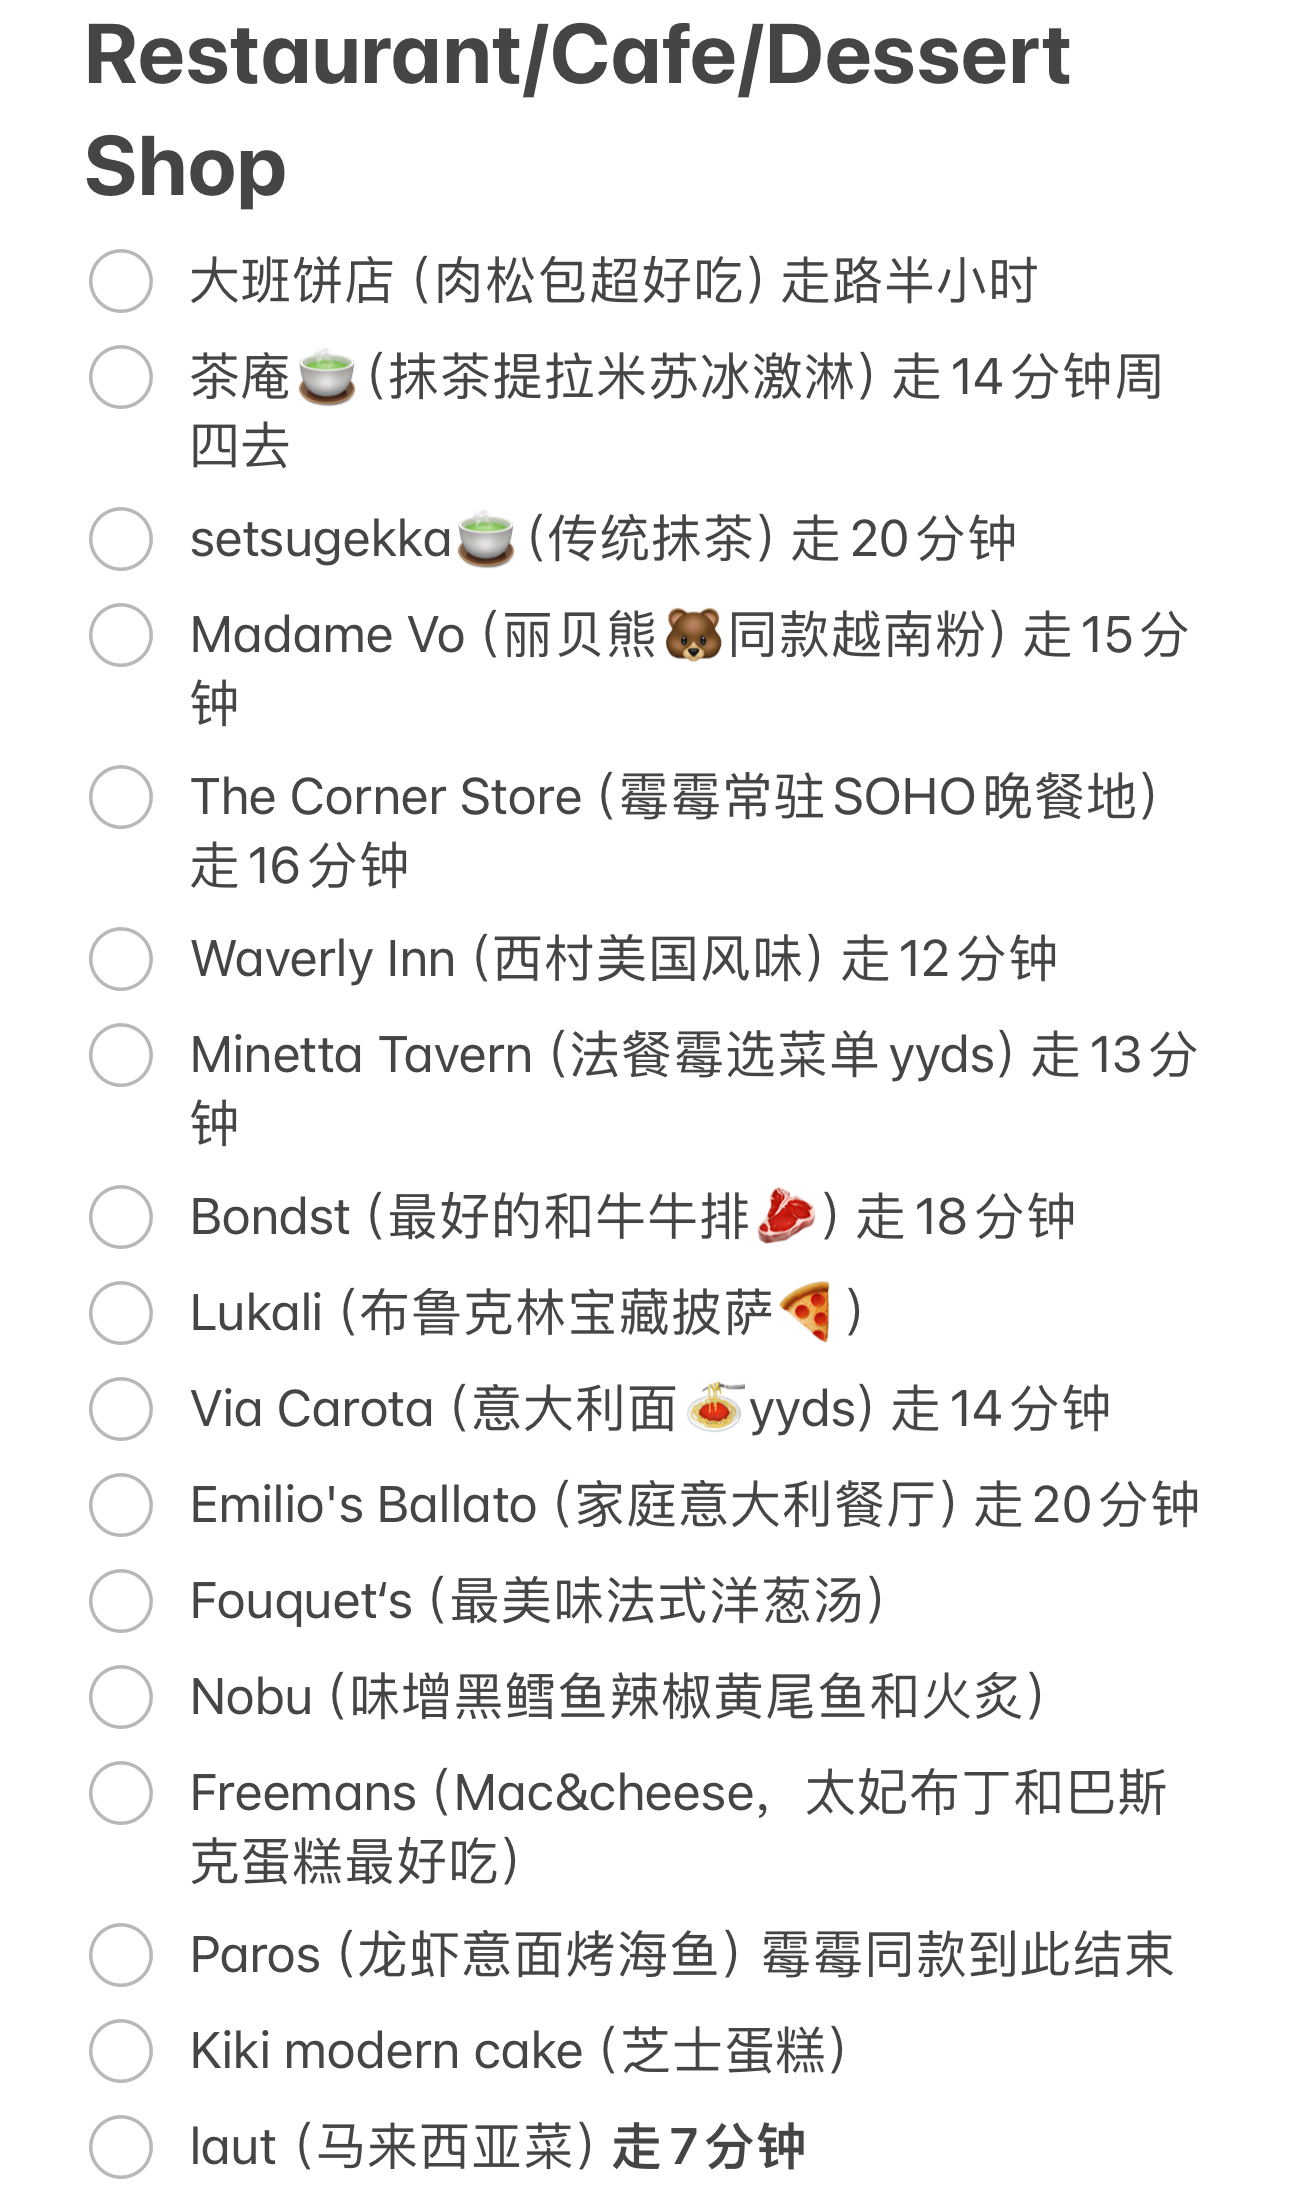 Restaurant/Cafe/Dessert
Shop
大班饼店（肉松包超好吃）走路半小时
茶庵🍵（抹茶提拉米苏冰激淋）走14分钟周
四去
setsugekka🍵（传统抹茶）走20分钟
Madame Vo（丽贝熊🐻同款越南粉）走15分
钟
The Corner Store（霉霉常驻SOHO晚餐地）
走16分钟
Waverly Inn（西村美国风味）走12分钟
Minetta Tavern（法餐霉选菜单yyds）走13分
钟
Bondst（最好的和牛牛排🥩）走18分钟
Lukali（布鲁克林宝藏披萨🍕）
Via Carota（意大利面🍝yyds）走14分钟
Emilio's Ballato（家庭意大利餐厅）走20分钟
Fouquet‘s（最美味法式洋葱汤）
Nobu（味增黑鳕鱼辣椒黄尾鱼和火炙）
Freemans（Mac&cheese，太妃布丁和巴斯
克蛋糕最好吃）
Paros（龙虾意面烤海鱼）霉霉同款到此结束
Kiki modern cake（芝士蛋糕）
laut（马来西亚菜）走7分钟